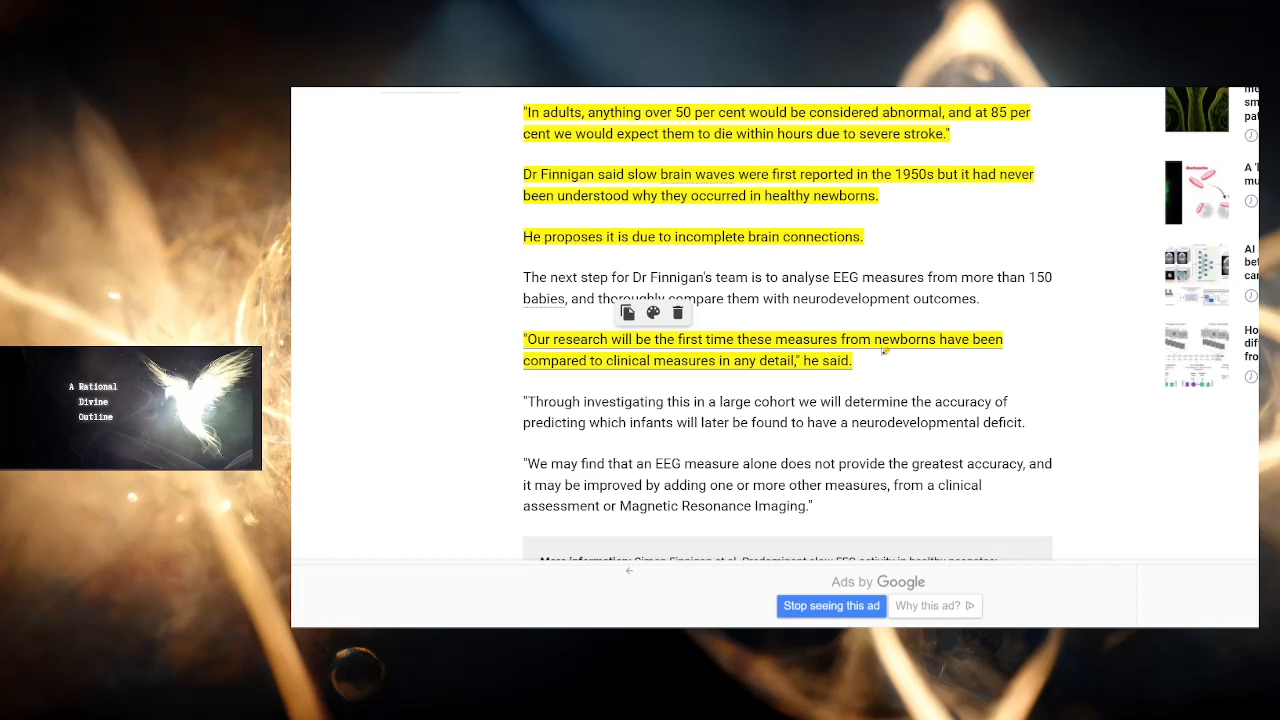 "In adults, anything over 50 per cent would be considered abnormal, and at 85 per
cent we would expect them to die within hours due to severe stroke."
Dr Finnigan said slow brain waves were first reported in the 1950s but it had never
been understood why they occurred in healthy newborns.
He proposes it is due to incomplete brain connections.
The next step for Dr Finnigan's team is to analyse EEG measures from more than 150
babies, and thoroughly compare them with neurodevelopment outcomes.
"Our research will be the first time these measures from newborns have been
compared to clinical measures in any detail," he said.
"Through investigating this in a large cohort we will determine the accuracy of
predicting which infants will later be found to have a neurodevelopmental deficit.
"We may find that an EEG measure alone does not provide the greatest accuracy, and
it may be improved by adding one or more other measures, from a clinical
assessment or Magnetic Resonance Imaging."
A Rational
Divine
Outline
Ads by Google
Stop seeing this ad
Why this ad?